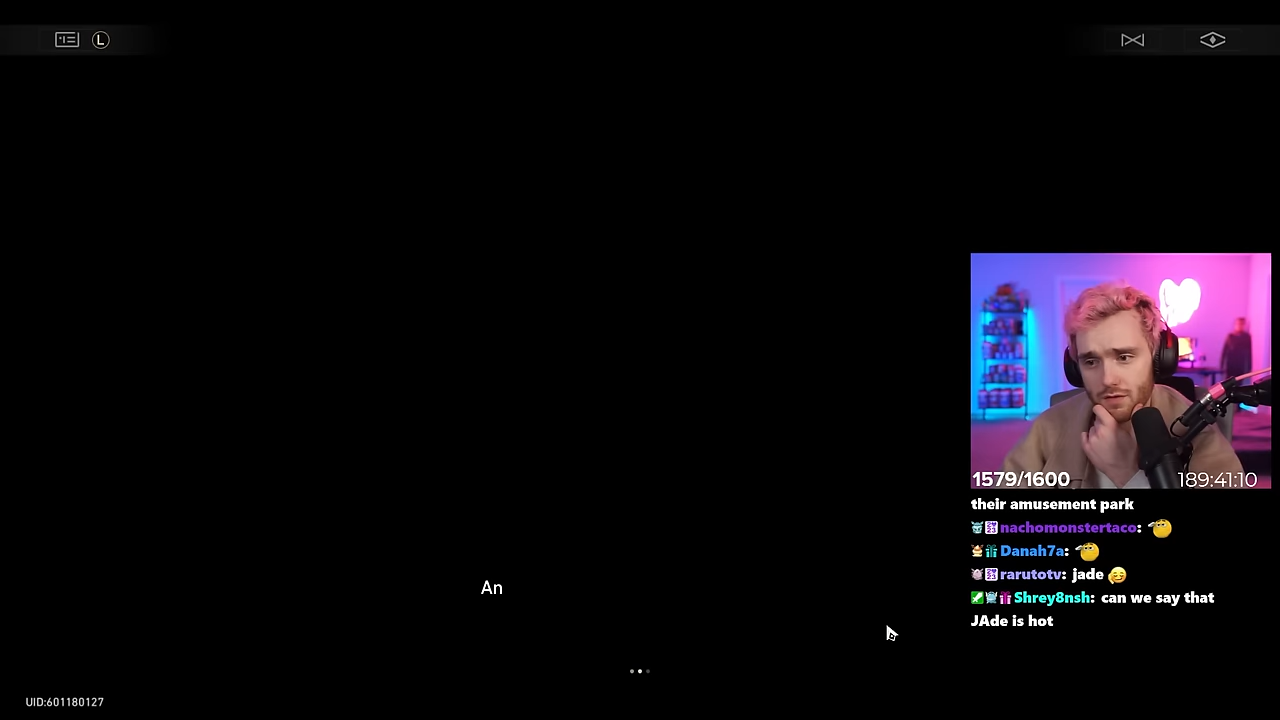 L
1579/1600
189:41:10
their amusement park
nachomonstertaco:
Danah7a:
rarutotv: jade
Shrey8nsh: can we say that
JAde is hot
An
UID:601180127